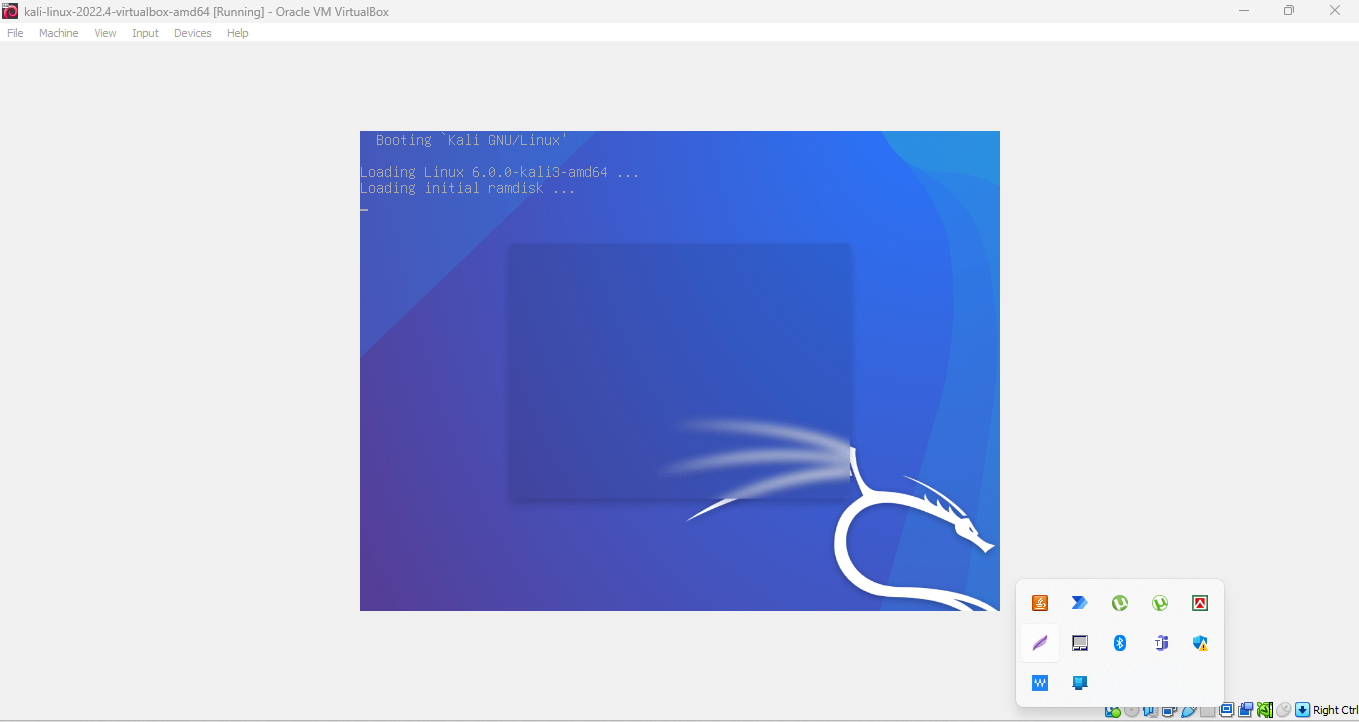 kali-linux-2022.4-virtualbox-amd64 [Running] - Oracle VM VirtualBox
File Machine View Input Devices Help
Booting `Kali GNU/Linux'
Loading Linux 6.0.0-kali3-amd64 ...
Loading initial ramdisk ...
Right Ctrl